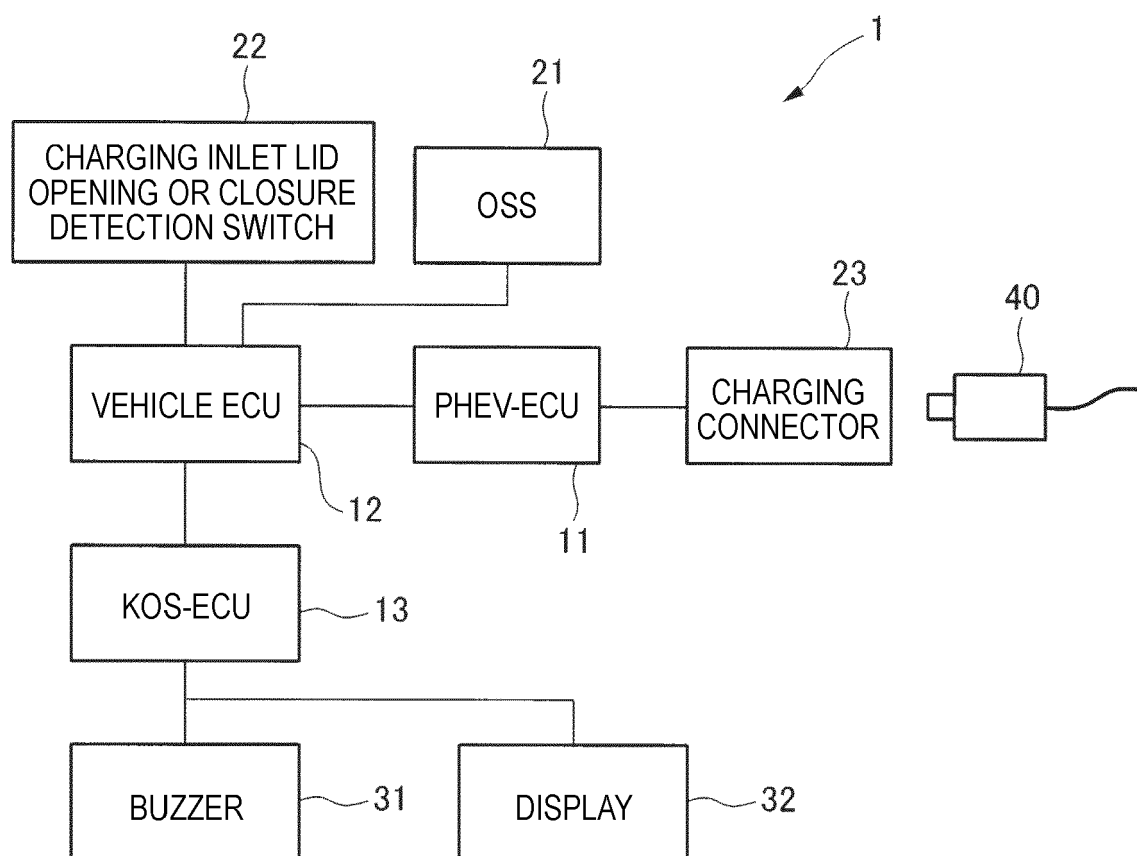 1
22
21
CHARGING INLET LID
OPENING OR CLOSURE
DETECTION SWITCH
OSS
23
40
VEHICLE ECU
PHEV-ECU
CHARGING
CONNECTOR
12
11
KOS-ECU
13
BUZZER
31
DISPLAY
32